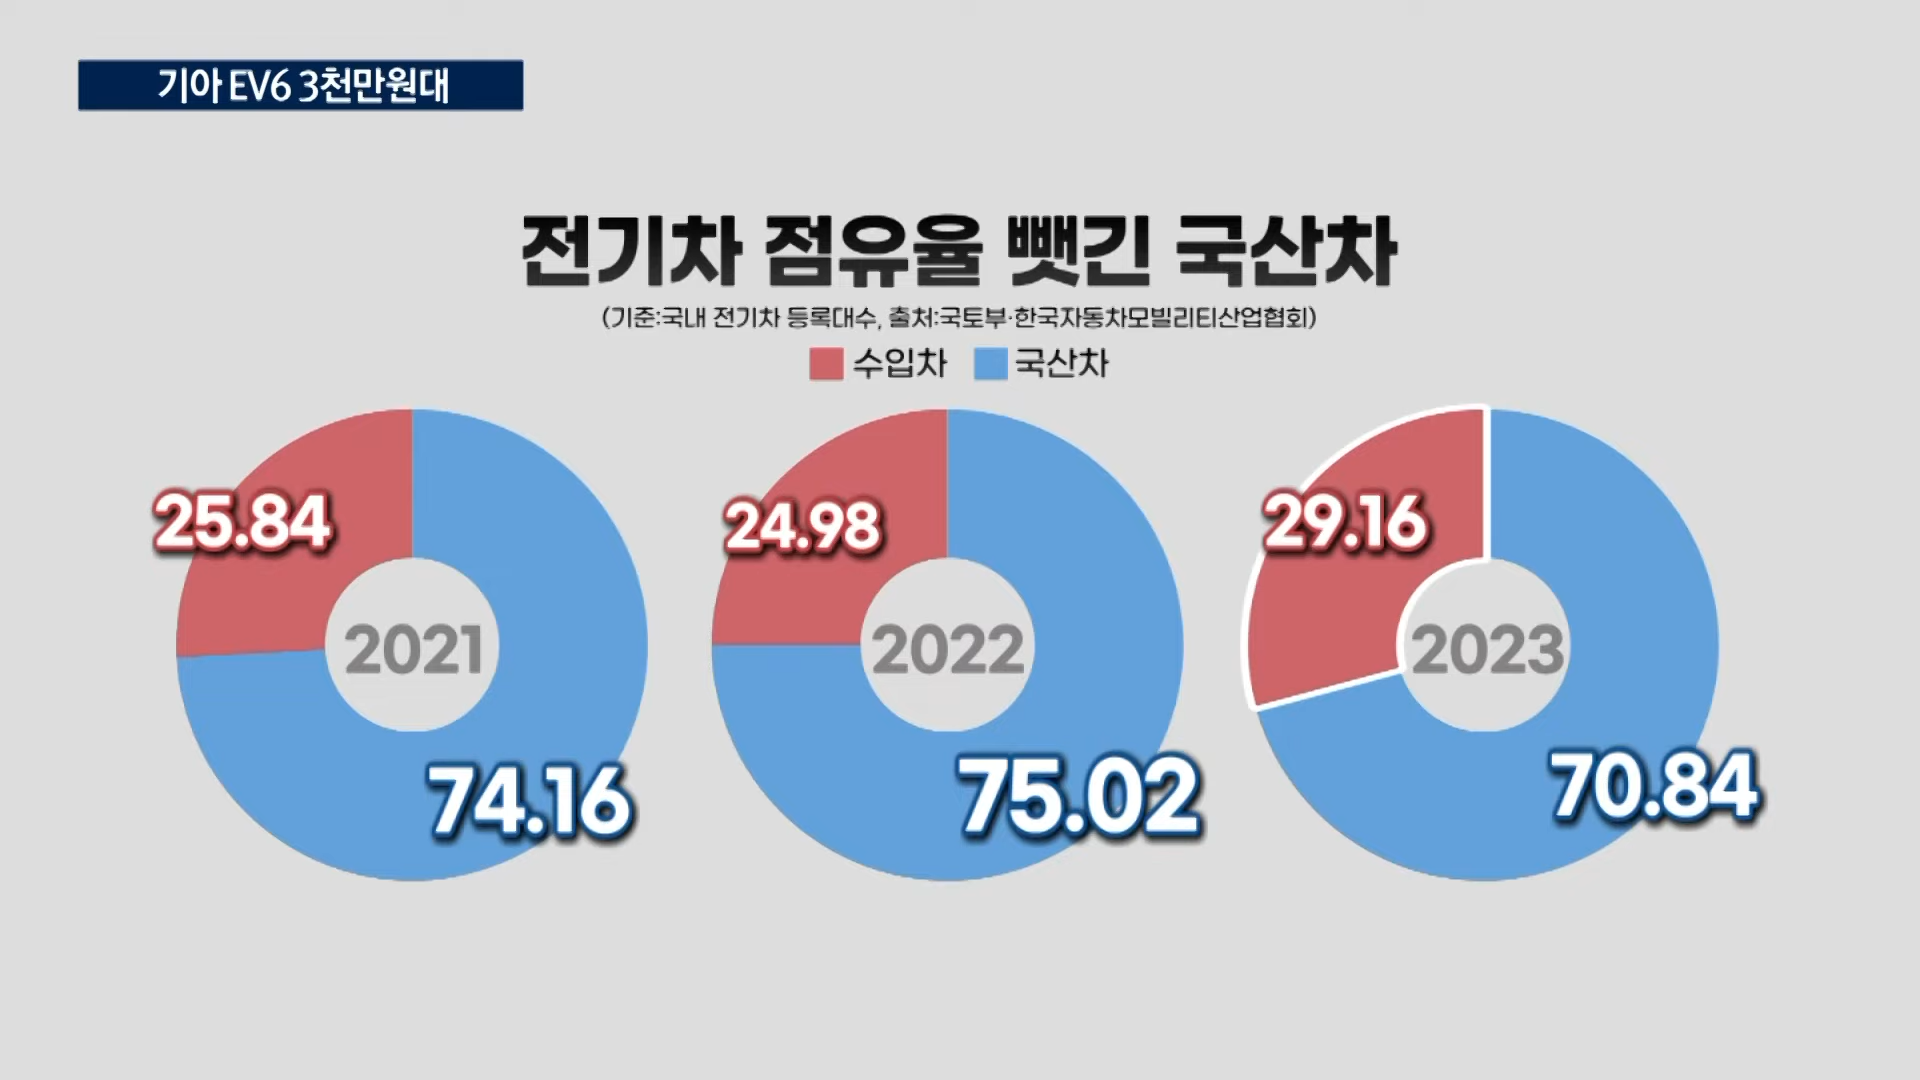 기아 EV6 3천만원대
전기차 점유율 뺏긴 국산차
(기준:국내 전기차 등록대수, 출처:국토부·한국자동차모빌리티산업협회)
수입차 국산차
25.84
2021
74.16
24.98
2022
75.02
29.16
2023
70.84